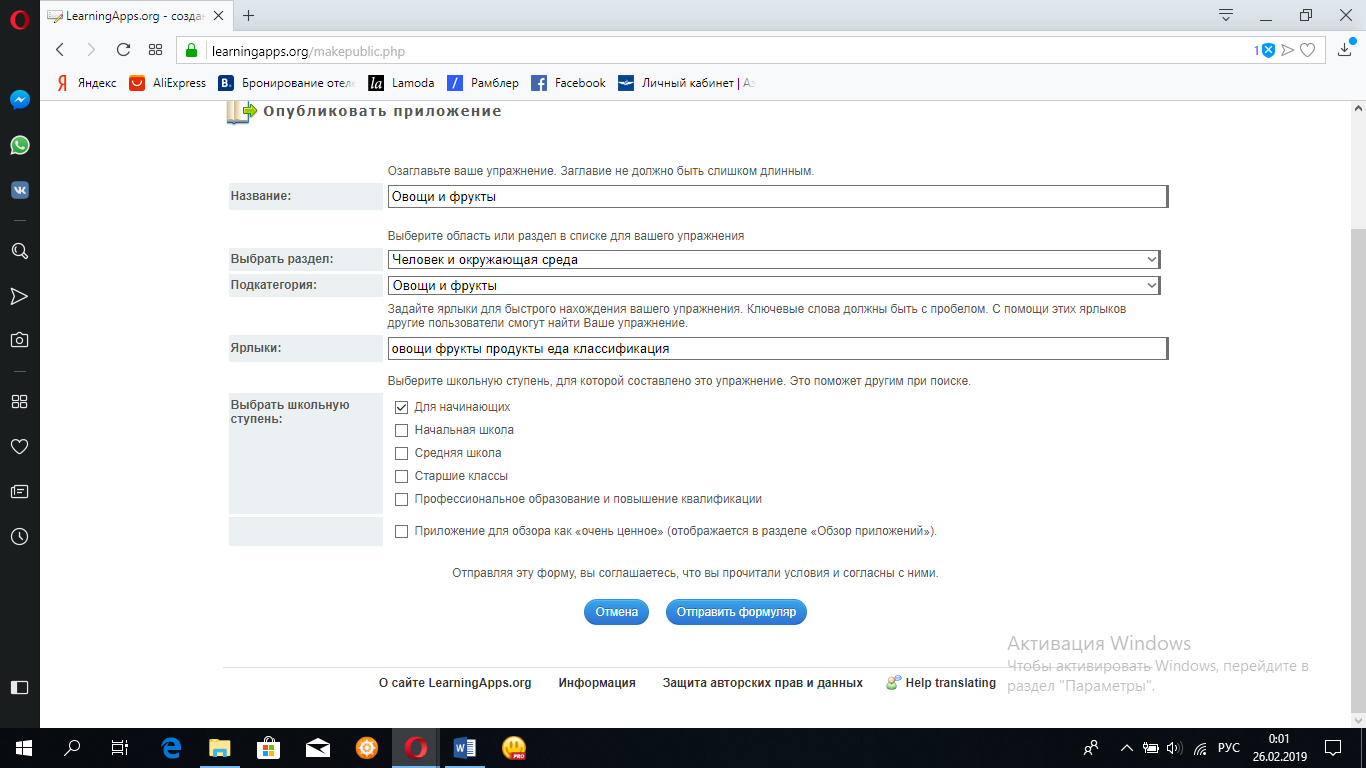 LearningApps.org - создан
learningapps.org/makepublic.php
1
Яндекс
AliExpress
B.
Бронирование отеле
la
Lamoda
Рамблер
Facebook
Личный кабинет | Аэ
Опубликовать приложение
Озаглавьте ваше упражнение. Заглавие не должно быть слишком длинным.
Название:
Овощи и фрукты
Выберите область или раздел в списке для вашего упражнения
Выбрать раздел:
Человек и окружающая среда
Подкатегория:
Овощи и фрукты
Задайте ярлыки для быстрого нахождения вашего упражнения. Ключевые слова должны быть с пробелом. С помощи этих ярлыков
другие пользователи смогут найти Ваше упражнение.
Ярлыки:
овощи фрукты продукты еда классификация
Выберите школьную ступень, для которой составлено это упражнение. Это поможет другим при поиске.
Выбрать школьную
ступень:
Для начинающих
Начальная школа
Средняя школа
Старшие классы
Профессиональное образование и повышение квалификации
Приложение для обзора как «очень ценное» (отображается в разделе «Обзор приложений»).
Отправляя эту форму, вы соглашаетесь, что вы прочитали условия и согласны с ними.
Отмена
Отправить формуляр
Активация Windows
Чтобы активировать Windows, перейдите в
раздел "Параметры".
О сайте LearningApps.org
Информация
Защита авторских прав и данных
Help translating
РУС
0:01
26.02.2019